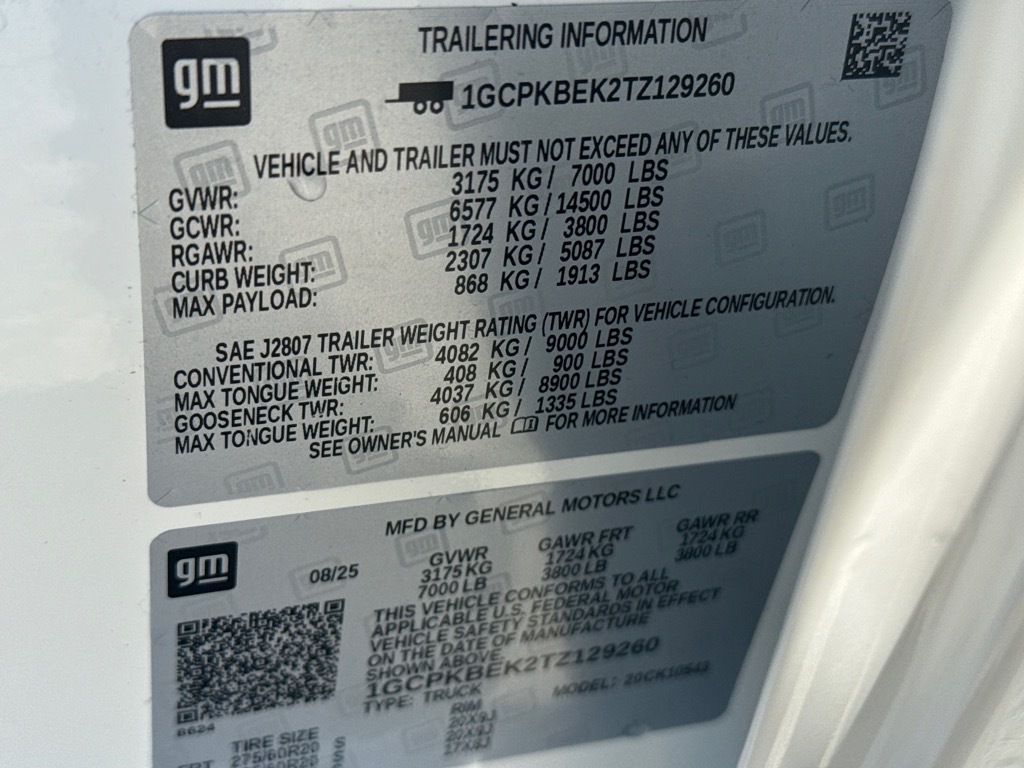 gm
TRAILERING INFORMATION
1GCPKBEK2TZ129260
VEHICLE AND TRAILER MUST NOT EXCEED ANY OF THESE VALUES.
GVWR: 3175 KG / 7000 LBS
GCWR: 6577 KG / 14500 LBS
RGAWR: 1724 KG / 3800 LBS
CURB WEIGHT: 2307 KG / 5087 LBS
MAX PAYLOAD: 868 KG / 1913 LBS
SAE J2807 TRAILER WEIGHT RATING (TWR) FOR VEHICLE CONFIGURATION.
CONVENTIONAL TWR: 4082 KG / 9000 LBS
MAX TONGUE WEIGHT: 408 KG / 900 LBS
GOOSENECK TWR: 4037 KG / 8900 LBS
MAX TONGUE WEIGHT: 606 KG / 1335 LBS
SEE OWNER'S MANUAL FOR MORE INFORMATION
gm
MFD BY GENERAL MOTORS LLC
08/25
GVWR GAWR FRT GAWR RR
3175 KG 1724 KG 1724 KG
7000 LB 3800 LB 3800 LB
THIS VEHICLE CONFORMS TO ALL
APPLICABLE U.S. FEDERAL MOTOR
VEHICLE SAFETY STANDARDS IN EFFECT
ON THE DATE OF MANUFACTURE
SHOWN ABOVE.
1GCPKBEK2TZ129260
TYPE: TRUCK MODEL:
B624
TIRE SIZE RIM
275/60R20 20X9J
20X9J
17X8J